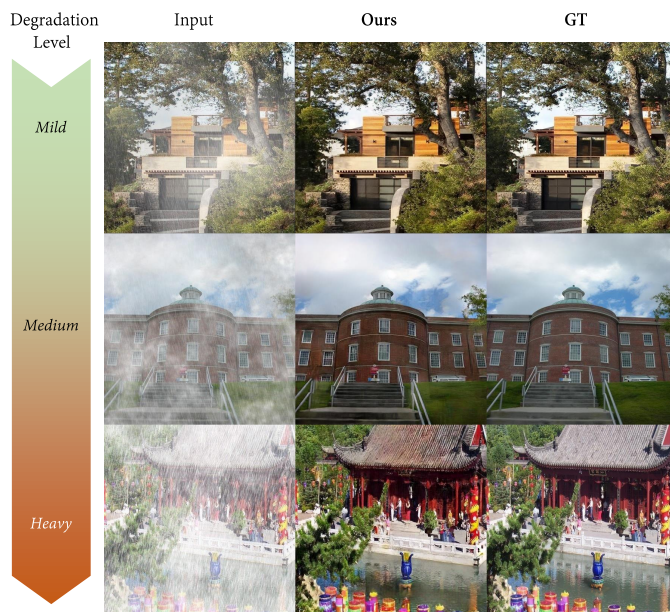 Degradation
Level
Input
Ours
GT
Mild
Medium
Heavy